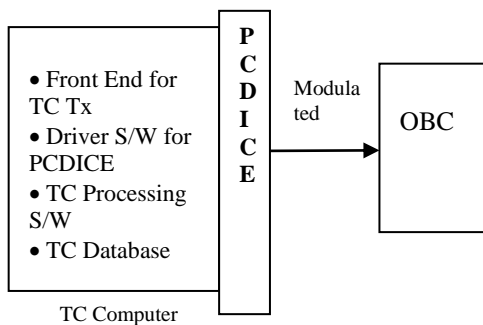 • Front End for
TC Tx
• Driver S/W for
PCDICE
• TC Processing
S/W
• TC Database
P
C
D
I
C
E
Modula
ted
OBC
TC Computer